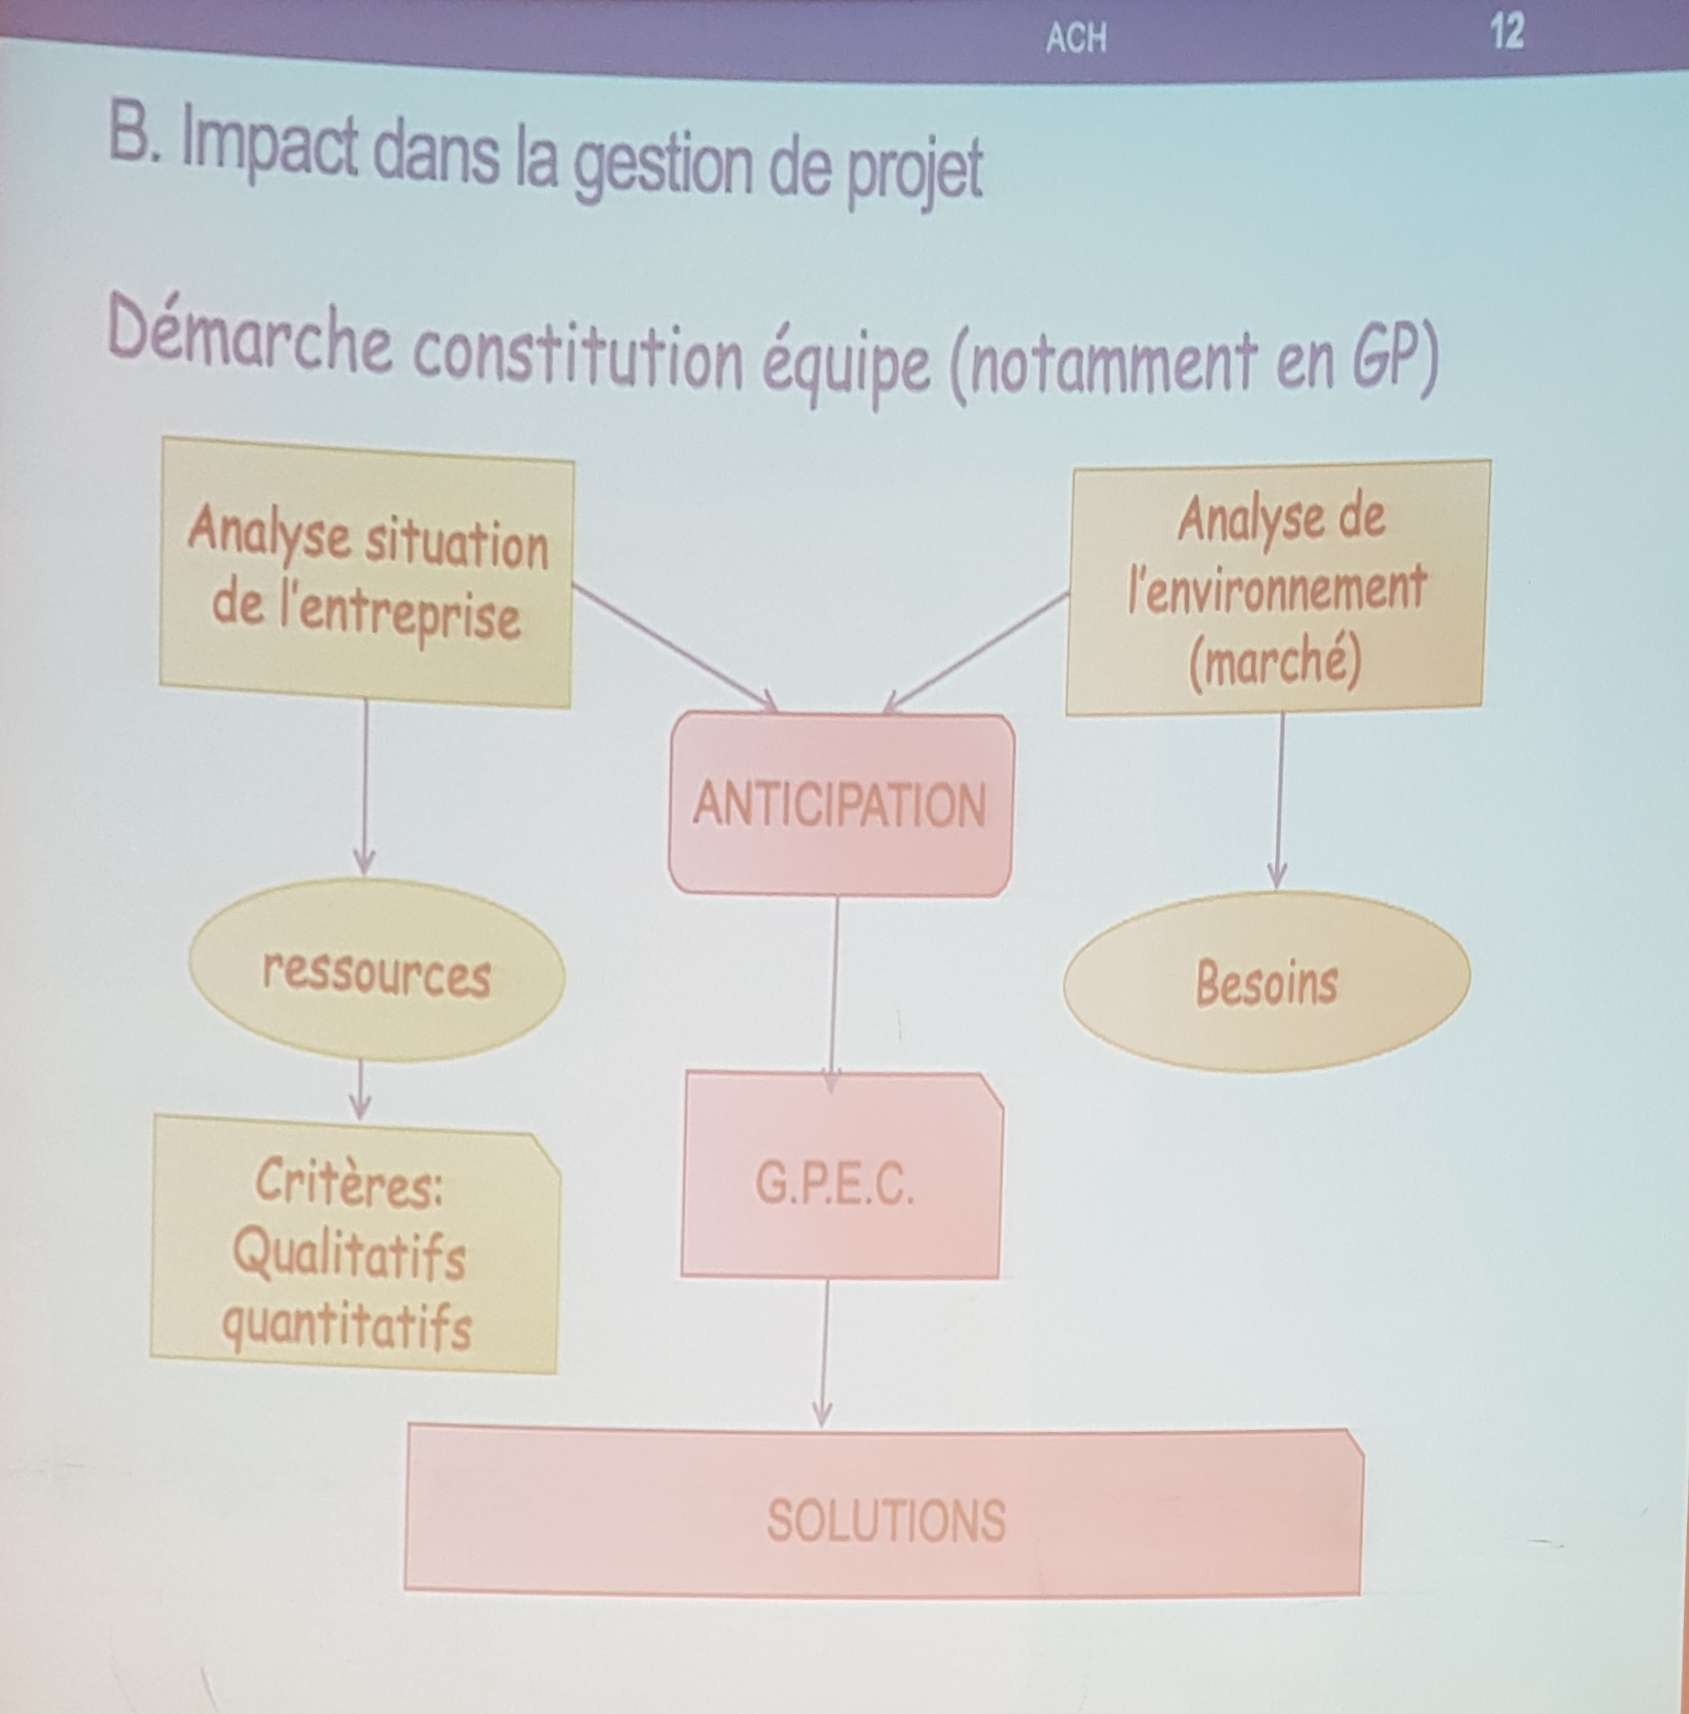 ACH
12
B. Impact dans la gestion de projet
Démarche constitution équipe (notamment en GP)
Analyse situation
de l'entreprise
Analyse de
l'environnement
(marché)
ANTICIPATION
ressources
Besoins
Critères:
Qualitatifs
quantitatifs
G.P.E.C.
SOLUTIONS